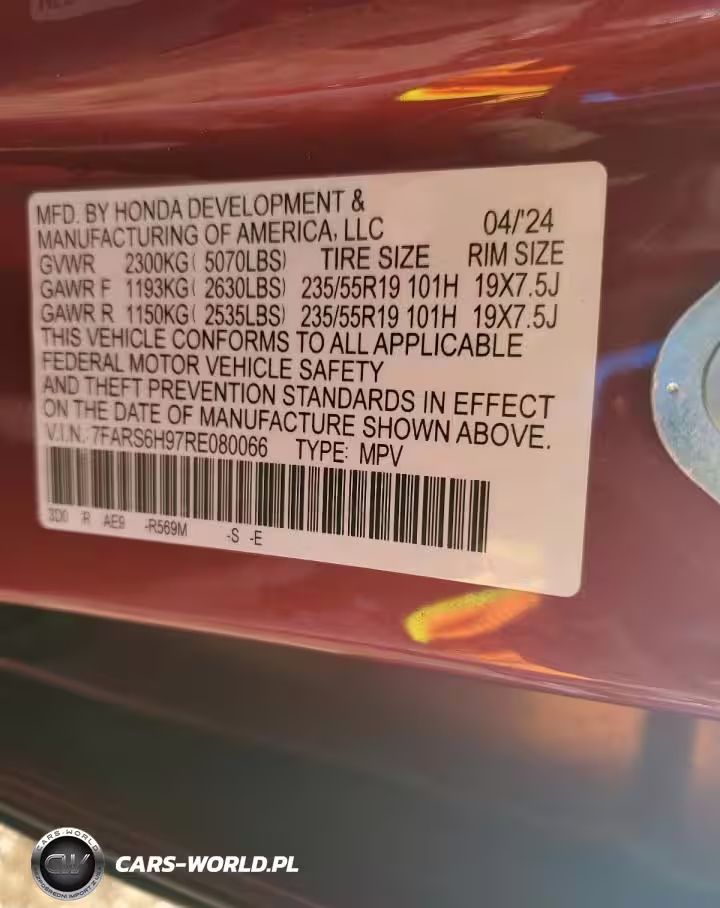 MFD. BY HONDA DEVELOPMENT &
MANUFACTURING OF AMERICA, LLC 04/'24
GVWR 2300KG( 5070LBS) TIRE SIZE RIM SIZE
GAWR F 1193KG( 2630LBS) 235/55R19 101H 19X7.5J
GAWR R 1150KG( 2535LBS) 235/55R19 101H 19X7.5J
THIS VEHICLE CONFORMS TO ALL APPLICABLE
FEDERAL MOTOR VEHICLE SAFETY
AND THEFT PREVENTION STANDARDS IN EFFECT
ON THE DATE OF MANUFACTURE SHOWN ABOVE.
V.I.N.: 7FARS6H97RE080066 TYPE: MPV
3D0 R AE9 -R569M -S -E
CARS-WORLD
CW
CARS-WORLD.PL